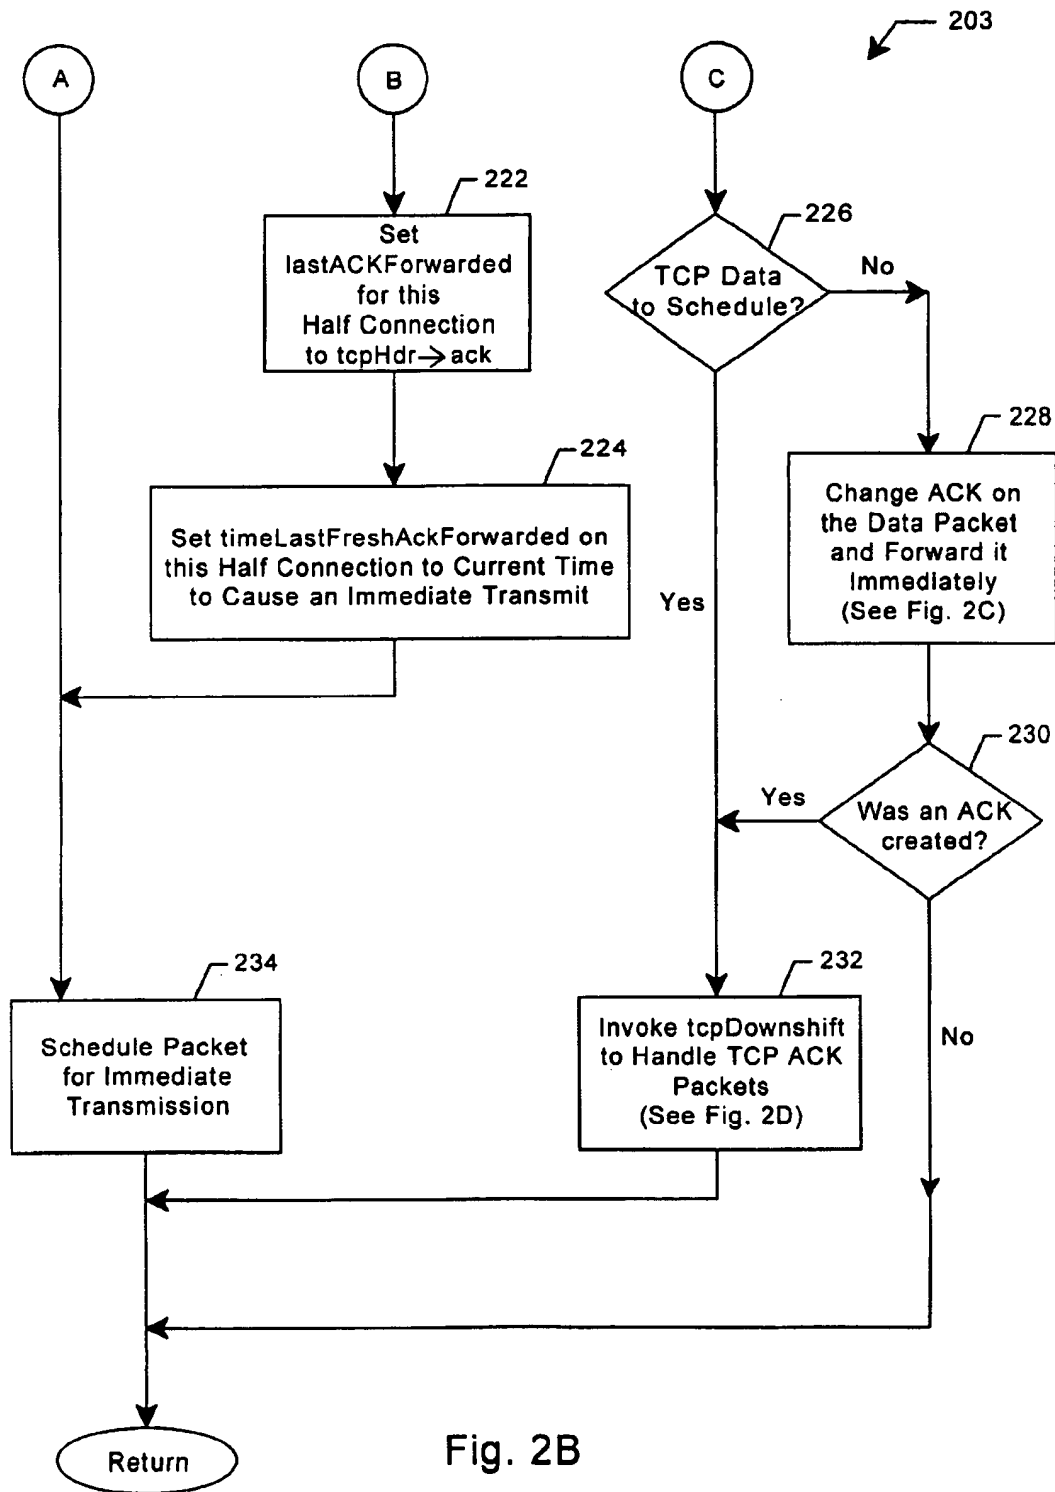 203
A
B
C
222
Set
lastACKForwarded
for this
Half Connection
to tcpHdr→ack
226
TCP Data
to Schedule?
No
Yes
224
Set timeLastFreshAckForwarded on
this Half Connection to Current Time
to Cause an Immediate Transmit
228
Change ACK on
the Data Packet
and Forward it
Immediately
(See Fig. 2C)
230
Was an ACK
created?
Yes
No
234
Schedule Packet
for Immediate
Transmission
232
Invoke tcpDownshift
to Handle TCP ACK
Packets
(See Fig. 2D)
Return
Fig. 2B